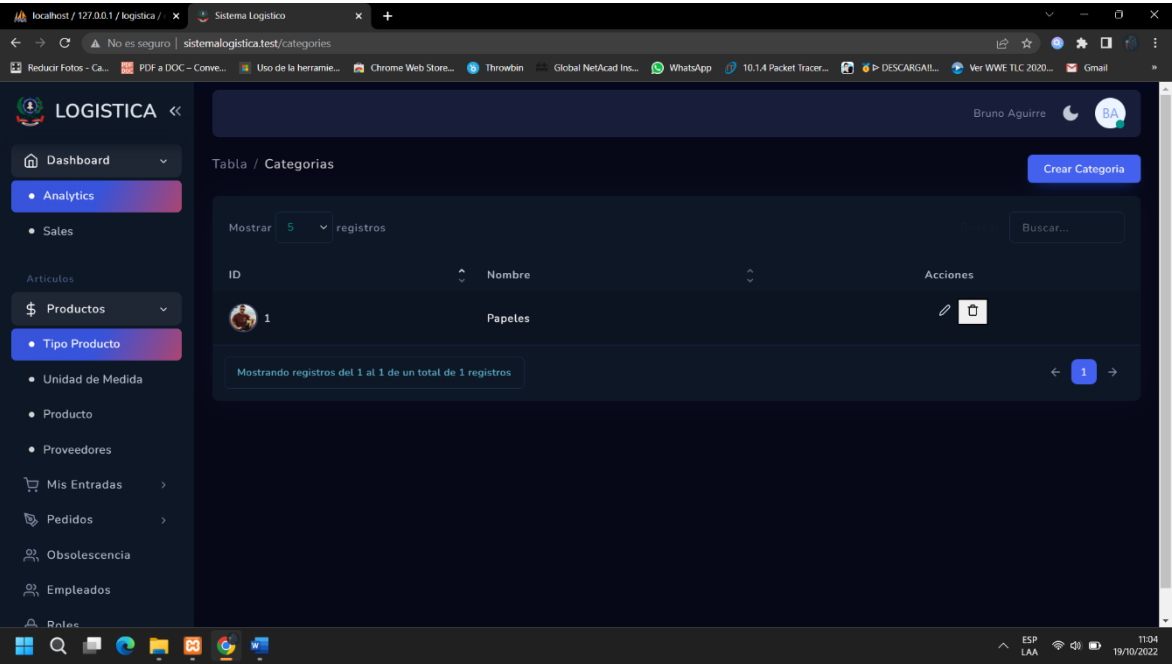 localhost / 127.0.0.1 / logistica /
Sistema Logistico
No es seguro | sistemalogistica.test/categories
Reducir Fotos - Ca... PDF a DOC – Conve... Uso de la herramie... Chrome Web Store... Throwbin Global NetAcad Ins... WhatsApp 10.1.4 Packet Tracer... DESCARGA!!... Ver WWE TLC 2020... Gmail »
LOGISTICA
Bruno Aguirre BA
Dashboard
Analytics
Sales
Articulos
Productos
Tipo Producto
Unidad de Medida
Producto
Proveedores
Mis Entradas
Pedidos
Obsolescencia
Empleados
Roles
Tabla / Categorias
Crear Categoria
Mostrar 5 registros
Buscar...
ID Nombre Acciones
1 Papeles
Mostrando registros del 1 al 1 de un total de 1 registros
← 1 →
ESP
LAA
11:04
19/10/2022